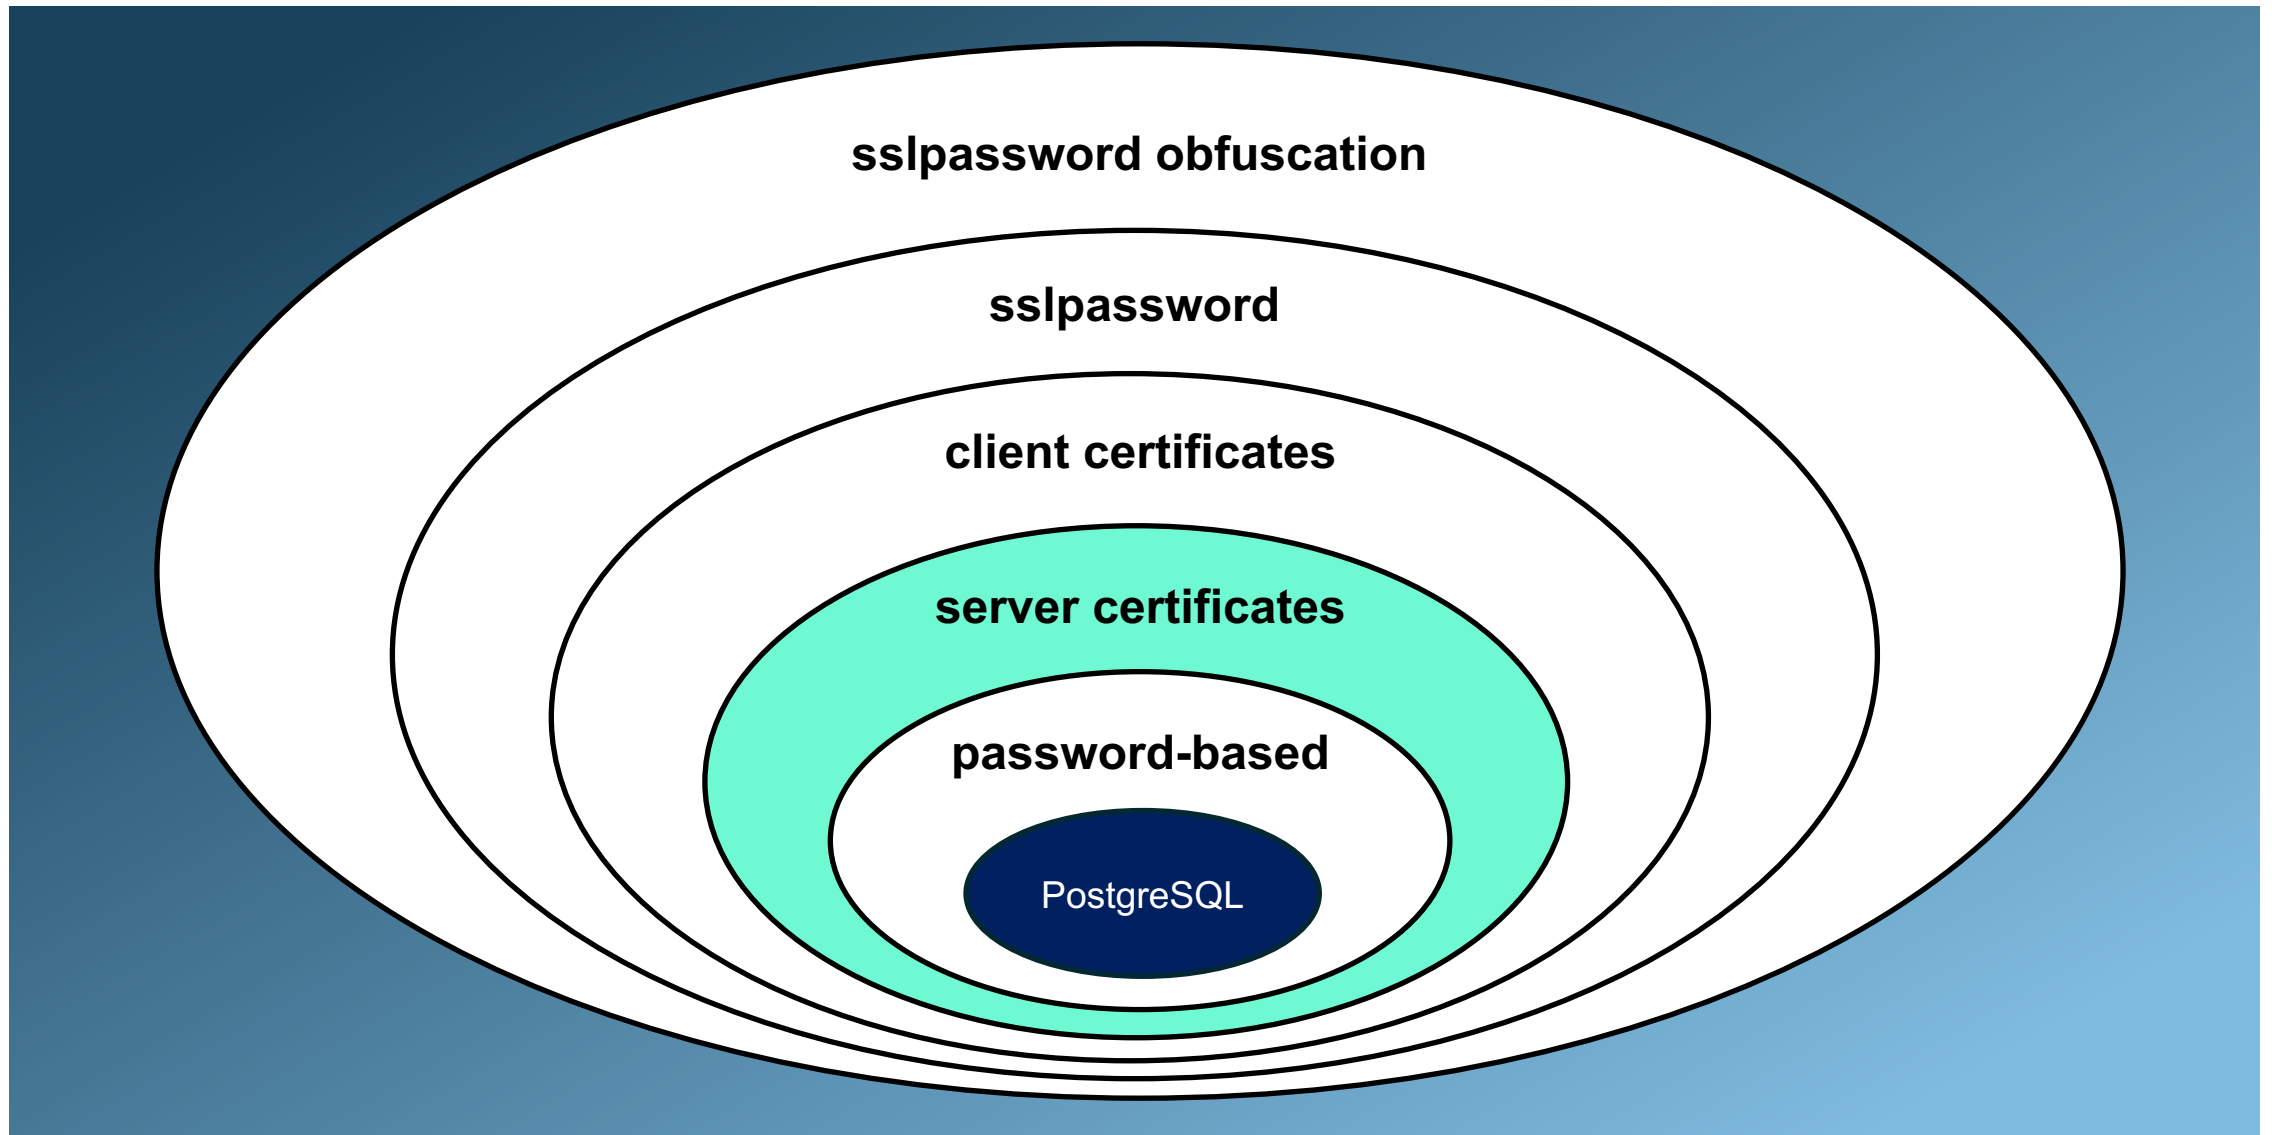 sslpassword obfuscation
sslpassword
client certificates
server certificates
password-based
PostgreSQL